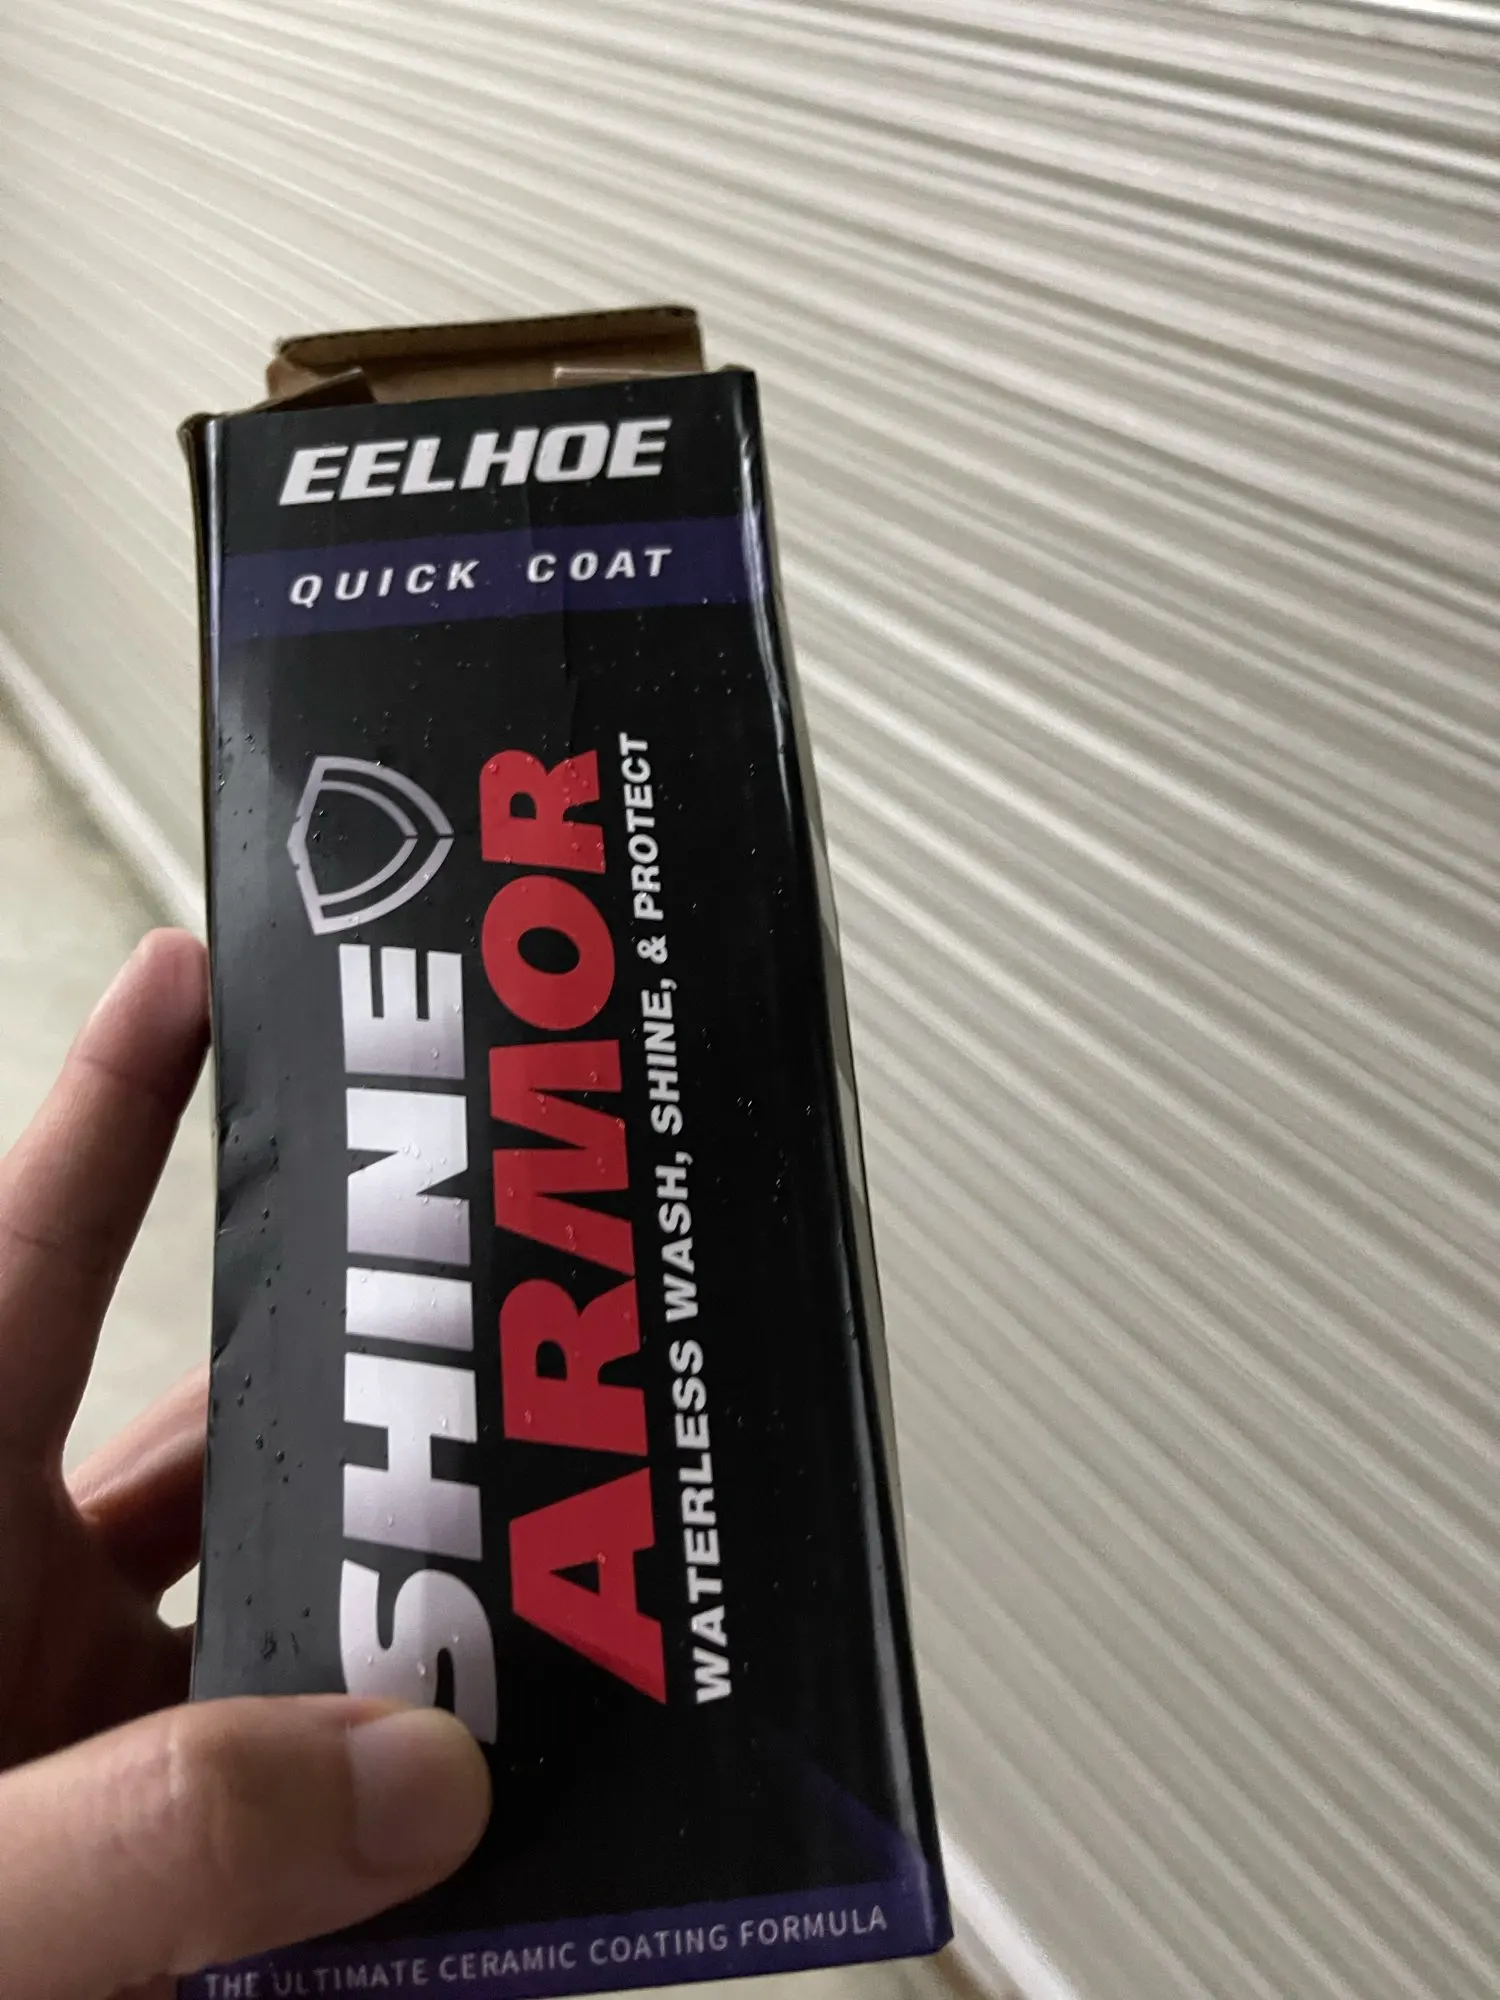 EELHOE
QUICK COAT
SHINE
ARMOR
WATERLESS WASH, SHINE, & PROTECT
THE ULTIMATE CERAMIC COATING FORMULA